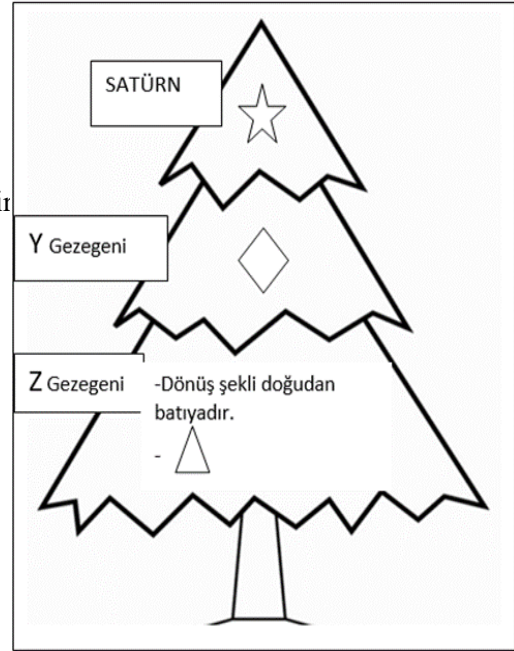 SATÜRN
Y Gezegeni
Z Gezegeni
-Dönüş şekli doğudan
batıyadır.
-